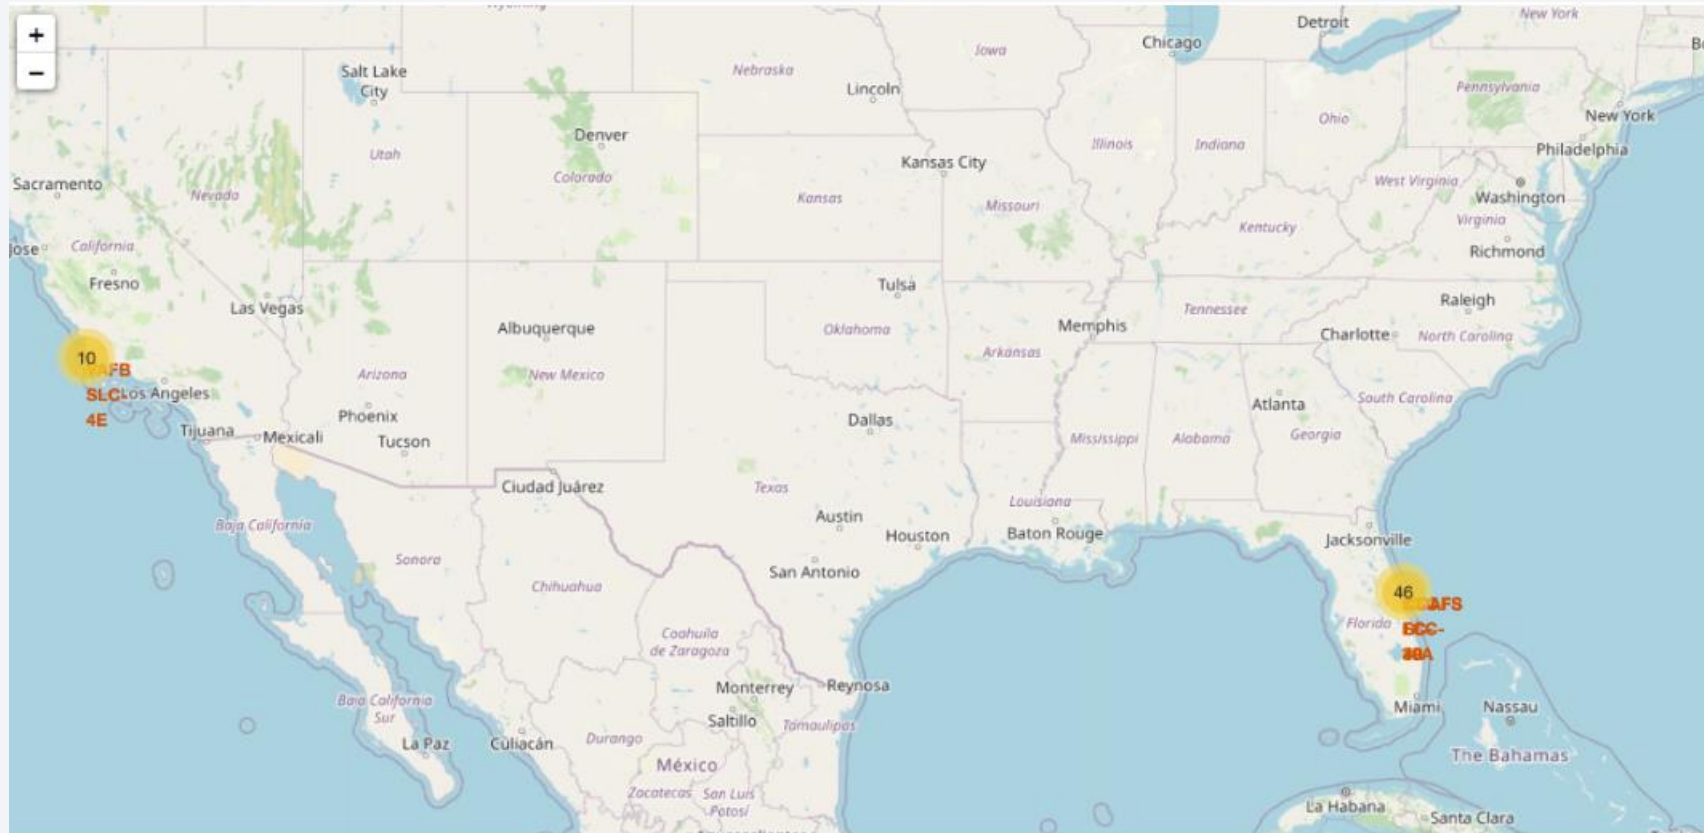 +
−
Detroit
New York
Chicago
Iowa
Salt Lake
City
Nebraska
Lincoln
Pennsylvania
New York
Denver
Ohio
Utah
Illinois
Indiana
Philadelphia
Kansas City
Colorado
West Virginia
Sacramento
Nevada
Kansas
Missouri
Washington
Virginia
Kentucky
Jose
California
Richmond
Fresno
Tulsa
Las Vegas
Raleigh
Tennessee
Albuquerque
Oklahoma
Memphis
Charlotte
North Carolina
10
Arkansas
AFB
Arizona
New Mexico
SLC-
Los Angeles
South Carolina
Atlanta
4E
Phoenix
Dallas
Tijuana
Mexicali
Tucson
Mississippi
Alabama
Georgia
Ciudad Juárez
Texas
Louisiana
Austin
Baja California
Houston
Baton Rouge
Jacksonville
Sonora
San Antonio
Chihuahua
46
AFS
Florida
Coahuila
de Zaragoza
Monterrey
Reynosa
Baja California
Sur
Miami
Nassau
Saltillo
Tamaulipas
Durango
La Paz
Culiacán
The Bahamas
México
Zacatecas
San Luis
Potosí
La Habana
Santa Clara